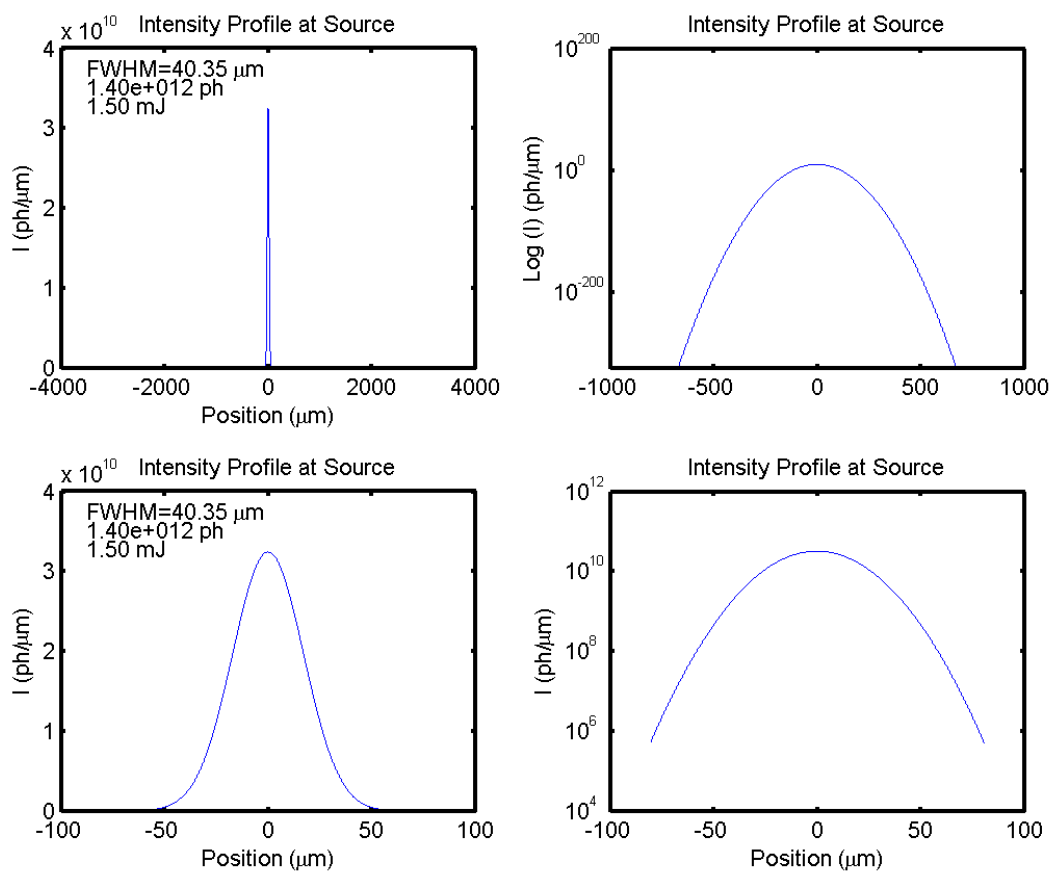 Intensity Profile at Source
x 10^10
FWHM=40.35 μm
1.40e+012 ph
1.50 mJ
4
3
2
1
0
I (ph/μm)
-4000 -2000 0 2000 4000
Position (μm)
Intensity Profile at Source
10^200
10^0
10^-200
Log (I) (ph/μm)
-1000 -500 0 500 1000
Position (μm)
Intensity Profile at Source
x 10^10
FWHM=40.35 μm
1.40e+012 ph
1.50 mJ
4
3
2
1
0
I (ph/μm)
-100 -50 0 50 100
Position (μm)
Intensity Profile at Source
10^12
10^10
10^8
10^6
10^4
I (ph/μm)
-100 -50 0 50 100
Position (μm)